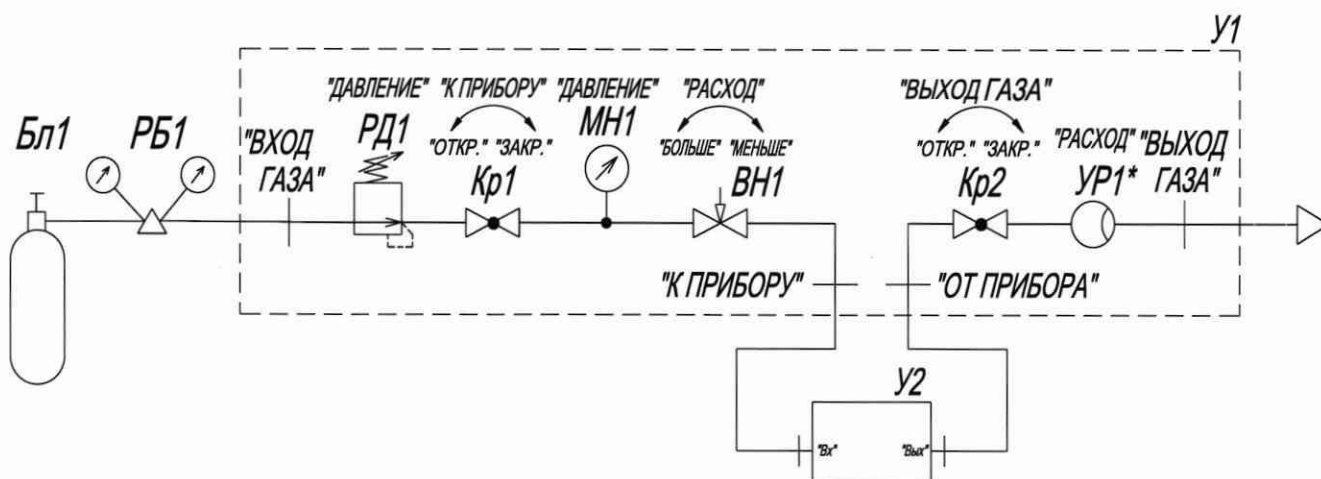 У1
"ДАВЛЕНИЕ" "К ПРИБОРУ" "ДАВЛЕНИЕ" "РАСХОД" "ВЫХОД ГАЗА"
Бл1 РБ1 "ВХОД ГАЗА" РД1 "ОТКР." "ЗАКР." МН1 "БОЛЬШЕ" "МЕНЬШЕ" "ОТКР." "ЗАКР." "РАСХОД" "ВЫХОД ГАЗА"
Кр1 ВН1 Кр2 УР1*
"К ПРИБОРУ" "ОТ ПРИБОРА"
У2
"Вх" "Вых"